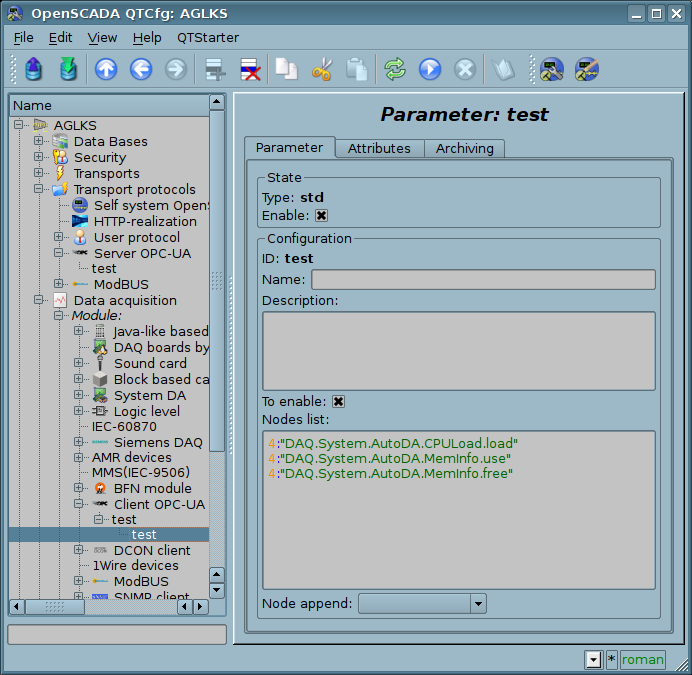 OpenSCADA QTCfg: AGLKS
File Edit View Help QTStarter
Name
AGLKS
Data Bases
Security
Transports
Transport protocols
Self system OpenS
HTTP-realization
User protocol
Server OPC-UA
test
ModBUS
Data acquisition
Module:
Java-like based
DAQ boards by
Sound card
Block based ca
System DA
Logic level
IEC-60870
Siemens DAQ
AMR devices
MMS(IEC-9506)
BFN module
Client OPC-UA
test
test
DCON client
1Wire devices
ModBUS
SNMP client
Parameter: test
Parameter Attributes Archiving
State
Type: std
Enable:
Configuration
ID: test
Name:
Description:
To enable:
Nodes list:
4:"DAQ.System.AutoDA.CPULoad.load"
4:"DAQ.System.AutoDA.MemInfo.use"
4:"DAQ.System.AutoDA.MemInfo.free"
Node append:
* roman